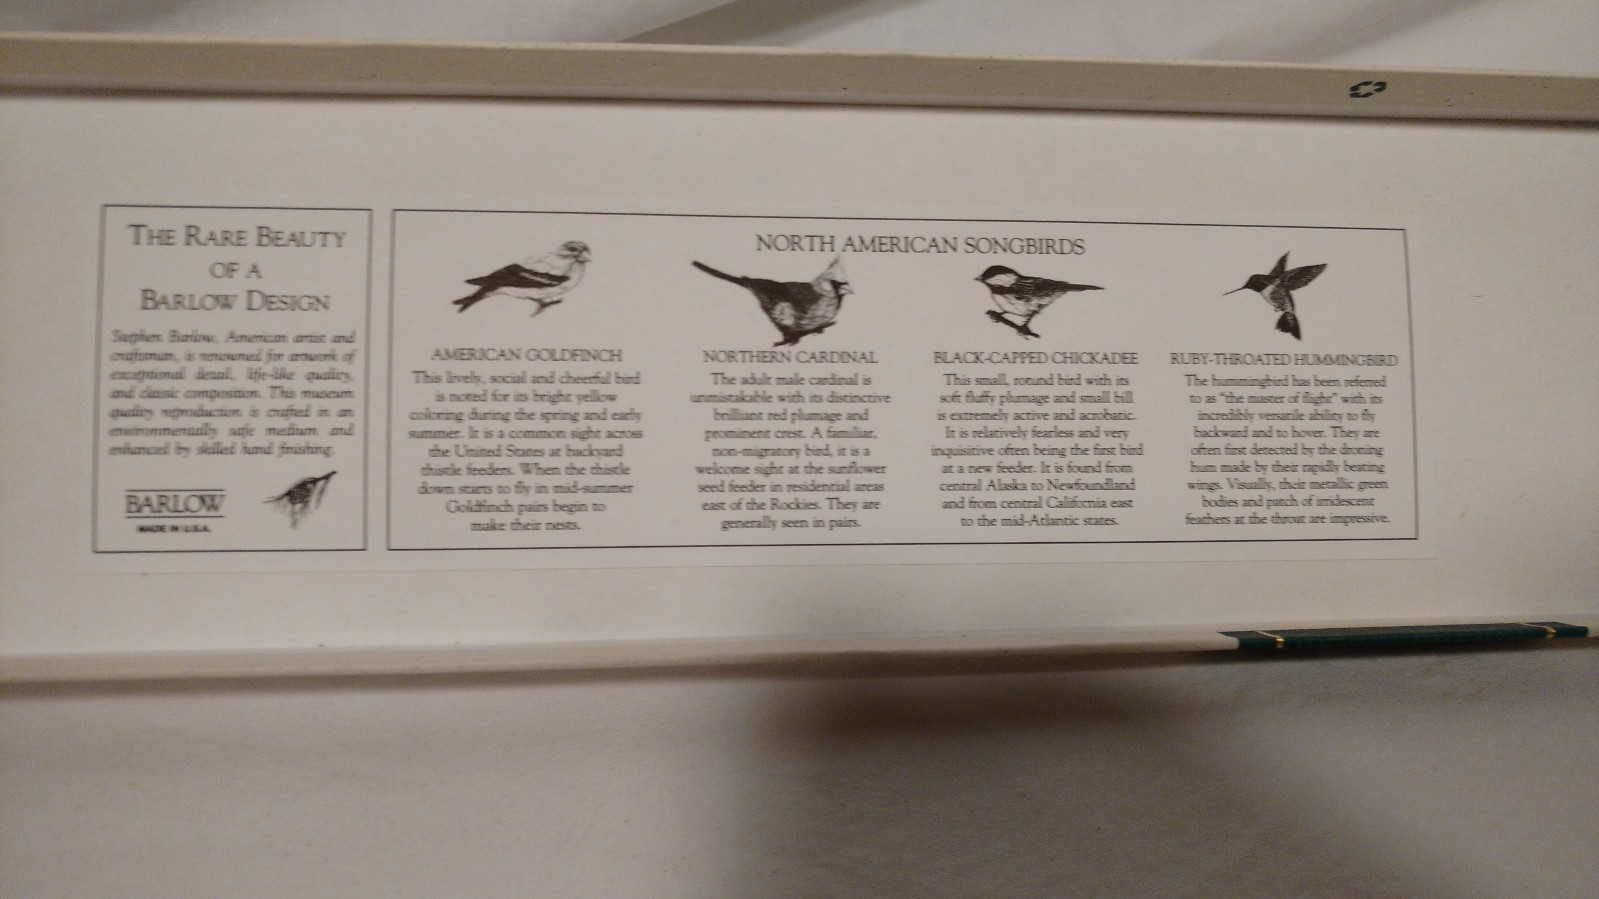 THE RARE BEAUTY
OF A
BARLOW DESIGN
Stephen Barlow, American artist and
craftsman, is renowned for artwork of
exceptional detail, life-like quality,
and classic composition. This museum
quality reproduction is crafted in an
environmentally safe medium and
enhanced by skilled hand finishing.
BARLOW
MADE IN U.S.A.
NORTH AMERICAN SONGBIRDS
AMERICAN GOLDFINCH
This lively, social and cheerful bird
is noted for its bright yellow
coloring during the spring and early
summer. It is a common sight across
the United States at backyard
thistle feeders. When the thistle
down starts to fly in mid-summer
Goldfinch pairs begin to
make their nests.
NORTHERN CARDINAL
The adult male cardinal is
unmistakable with its distinctive
brilliant red plumage and
prominent crest. A familiar,
non-migratory bird, it is a
welcome sight at the sunflower
seed feeder in residential areas
east of the Rockies. They are
generally seen in pairs.
BLACK-CAPPED CHICKADEE
This small, rotund bird with its
soft fluffy plumage and small bill
is extremely active and acrobatic.
It is relatively fearless and very
inquisitive often being the first bird
at a new feeder. It is found from
central Alaska to Newfoundland
and from central California east
to the mid-Atlantic states.
RUBY-THROATED HUMMINGBIRD
The hummingbird has been referred
to as "the master of flight" with its
incredibly versatile ability to fly
backward and to hover. They are
often first detected by the droning
hum made by their rapidly beating
wings. Visually, their metallic green
bodies and patch of irridescent
feathers at the throat are impressive.